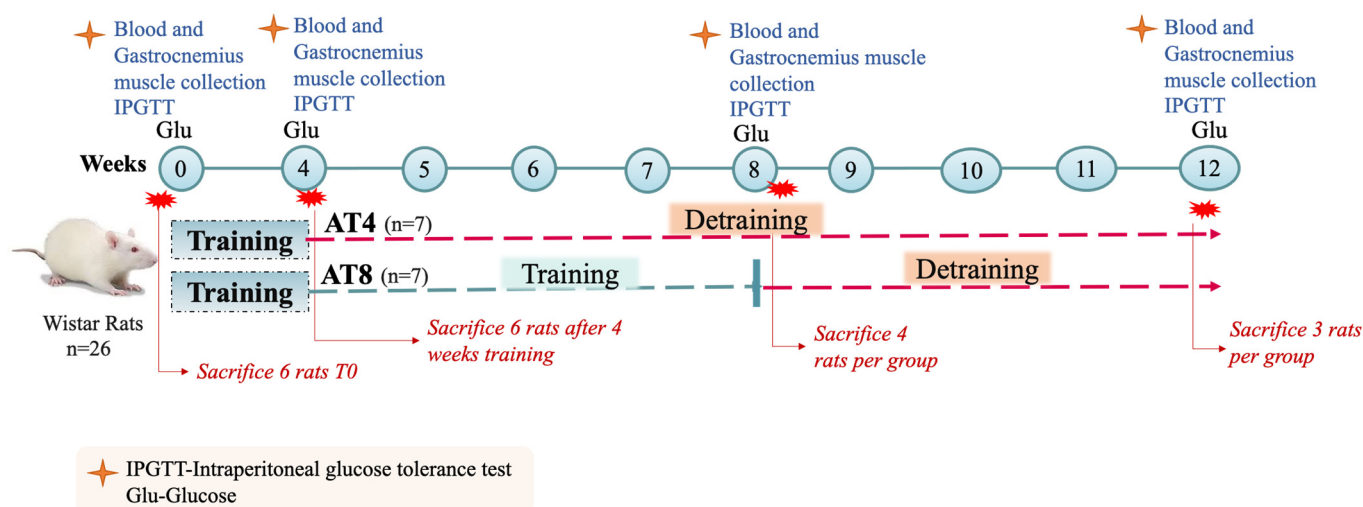 Blood and
Gastrocnemius
muscle collection
IPGTT
Blood and
Gastrocnemius
muscle collection
IPGTT
Blood and
Gastrocnemius muscle
collection
IPGTT
Blood and
Gastrocnemius
muscle collection
IPGTT
Glu Glu Glu Glu
Weeks 0 4 5 6 7 8 9 10 11 12
Training AT4 (n=7) Detraining
Training AT8 (n=7) Training Detraining
Wistar Rats
n=26
Sacrifice 6 rats T0
Sacrifice 6 rats after 4
weeks training
Sacrifice 4
rats per group
Sacrifice 3 rats
per group
IPGTT-Intraperitoneal glucose tolerance test
Glu-Glucose